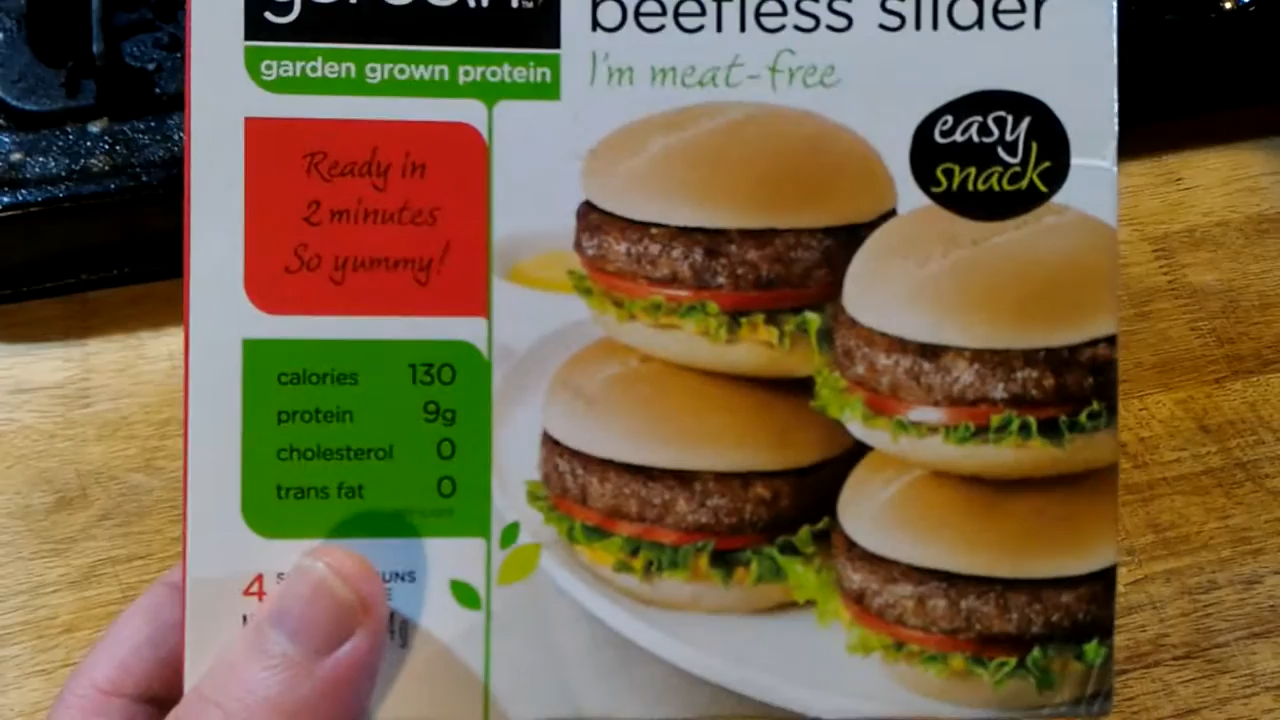 beefless slider
garden grown protein
I'm meat-free
easy
snack
Ready in
2 minutes
So yummy!
calories 130
protein 9g
cholesterol 0
trans fat 0
4